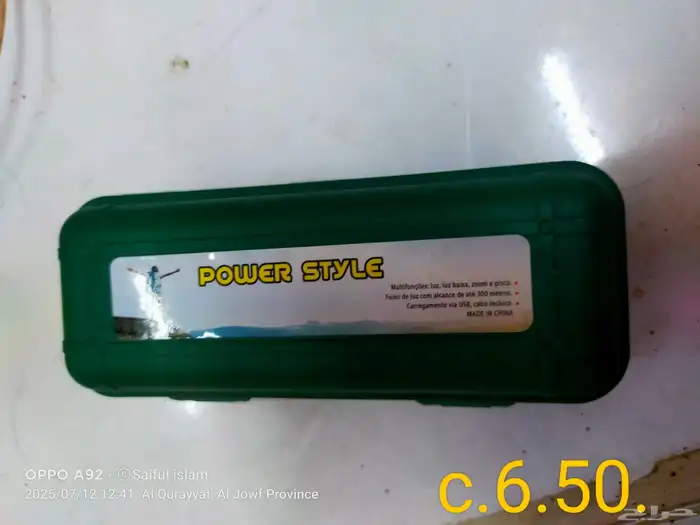 POWER STYLE
Multifunções: luz, luz baixa, zoom e pisca.
Feixe de luz com alcance de até 300 metros.
Carregamento via USB, cabo incluso.
MADE IN CHINA
OPPO A92 · ©Saiful islam
2025/07/12 12:41 Al Qurayyat, Al Jowf Province
c.6.50.
حراج